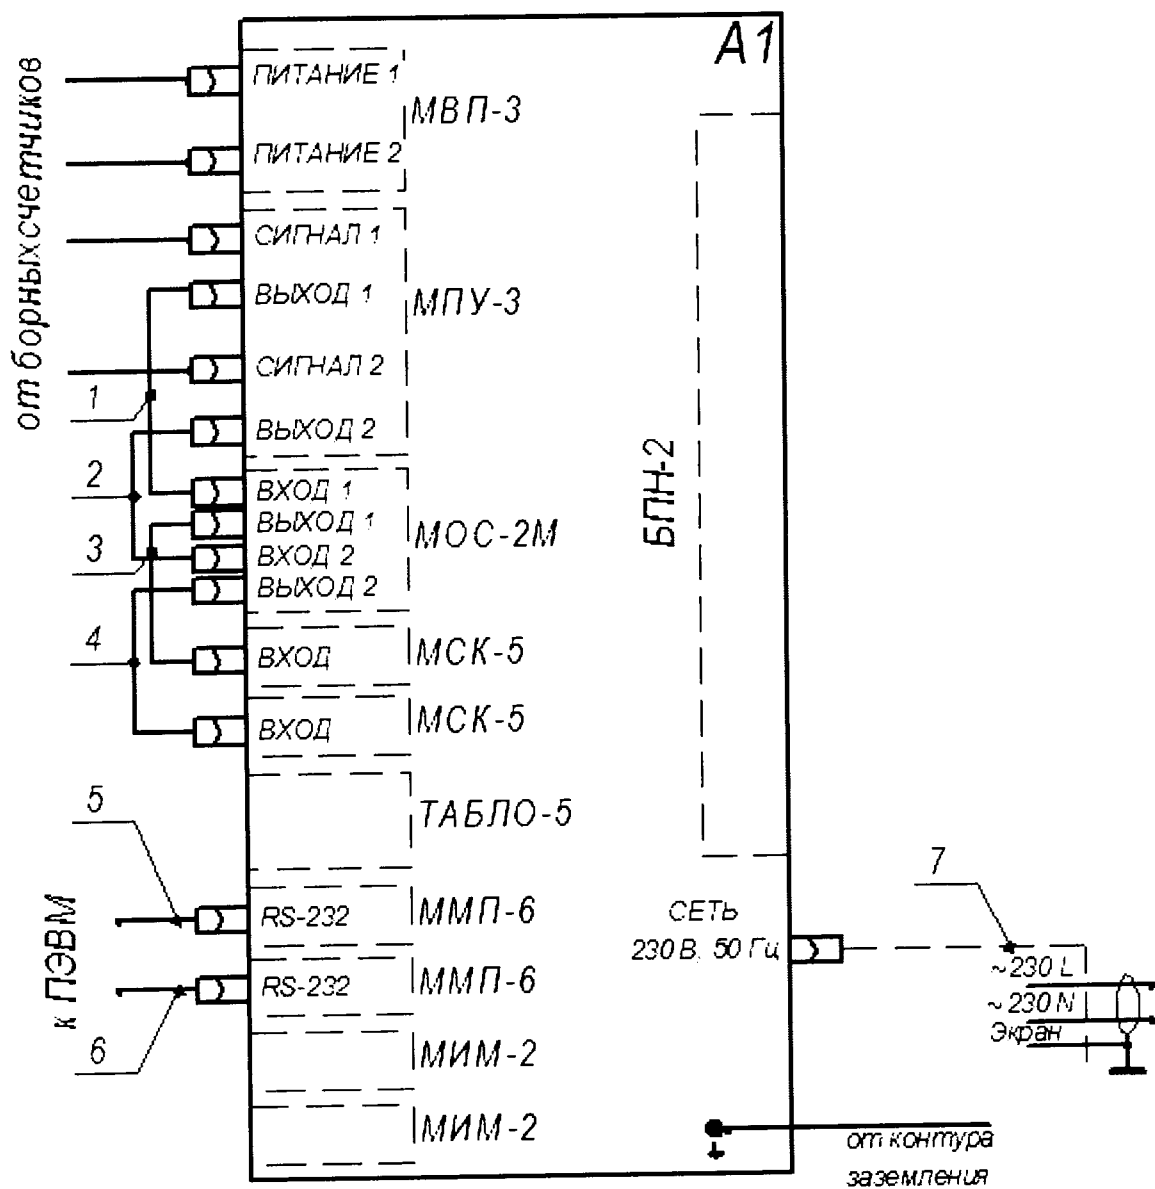 А1
от борных счетчиков
ПИТАНИЕ 1
МВП-3
ПИТАНИЕ 2
СИГНАЛ 1
ВЫХОД 1
МПУ-3
СИГНАЛ 2
1
ВЫХОД 2
2
ВХОД 1
ВЫХОД 1
МОС-2М
3
ВХОД 2
ВЫХОД 2
БПН-2
4
ВХОД
МСК-5
ВХОД
МСК-5
5
ТАБЛО-5
к ПЭВМ
RS-232
ММП-6
RS-232
ММП-6
6
МИМ-2
МИМ-2
СЕТЬ
230 В, 50 Гц
7
~230 L
~230 N
Экран
от контура
заземления